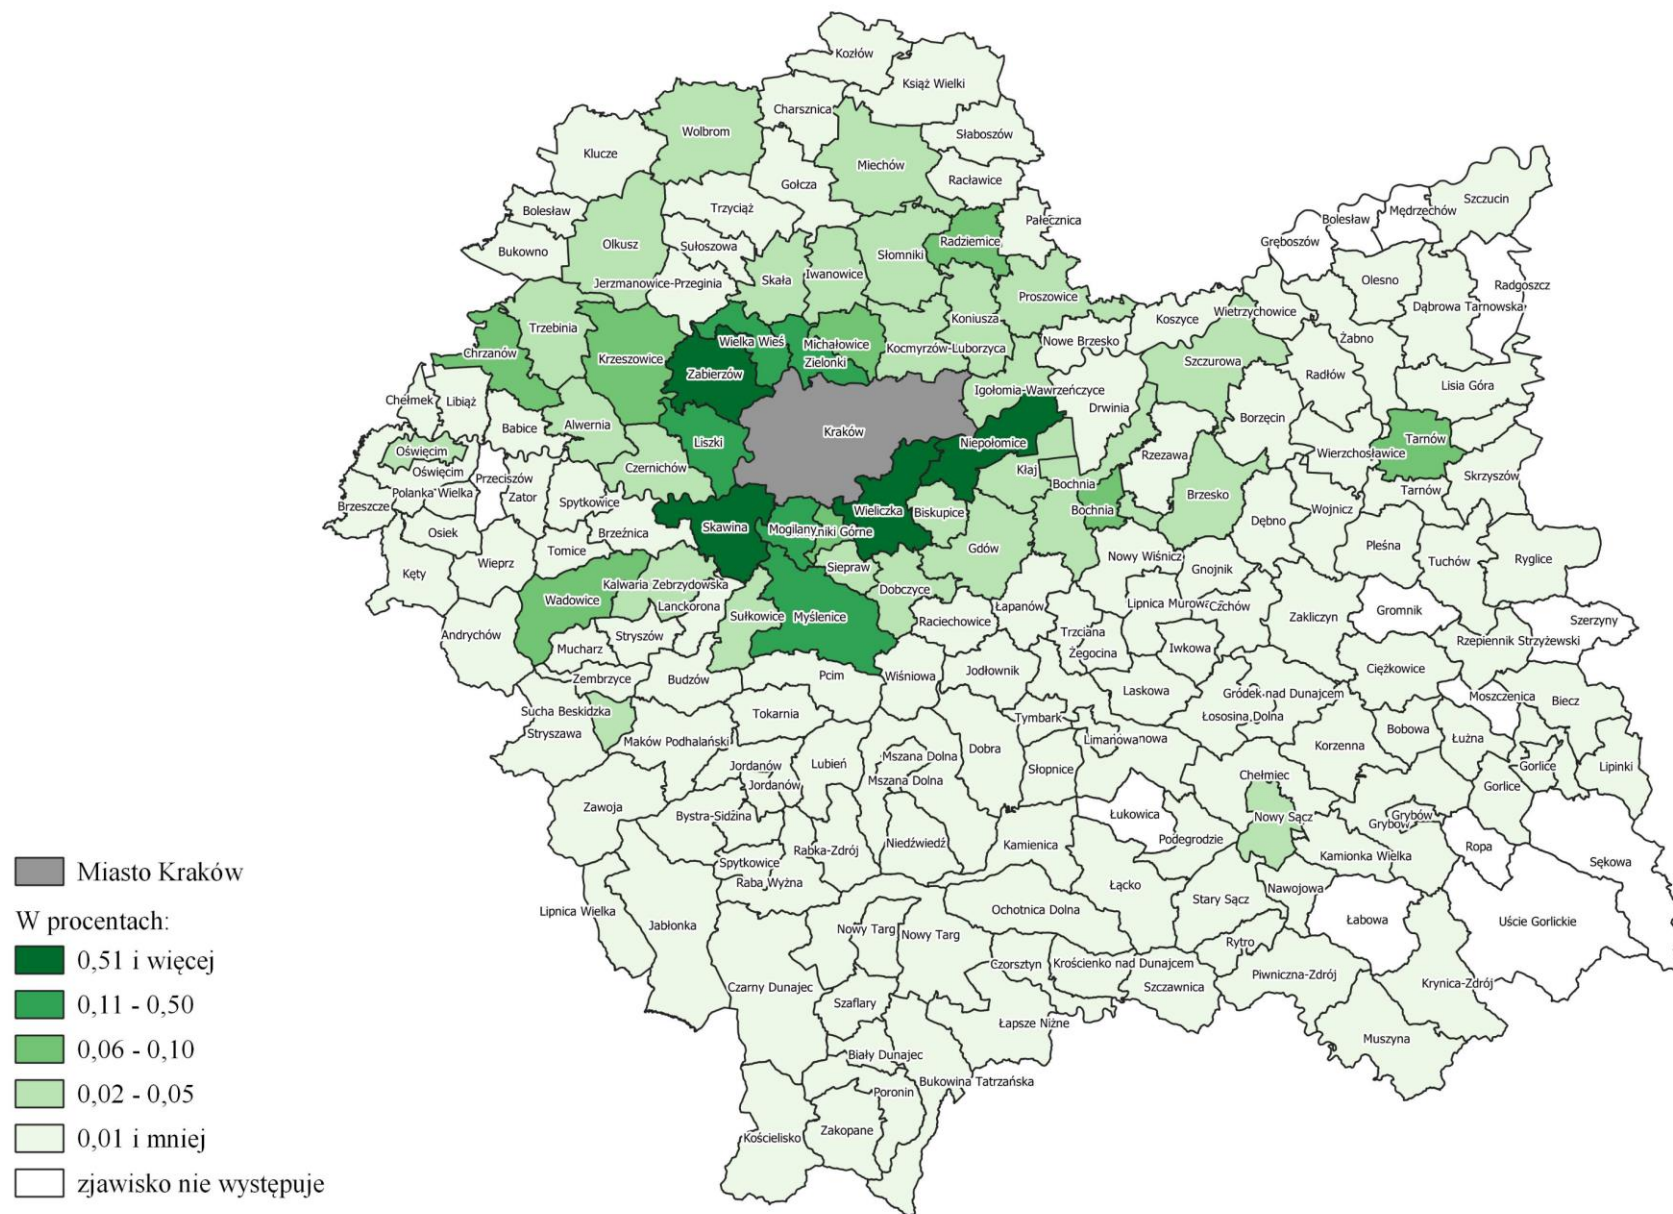 Kozłów
Książ Wielki
Charsznica
Wolbrom
Słaboszów
Klucze
Miechów
Racławice
Gołcza
Trzyciąż
Bolesław
Bukowno
Olkusz
Sułoszowa
Pałecznica
Radziemice
Słomniki
Jerzmanowice-Przeginia
Skała
Iwanowice
Proszowice
Koniusza
Bolesław
Mędrzechów
Szczucin
Gręboszów
Olesno
Radgoszcz
Dąbrowa Tarnowska
Koszyce
Wietrzychowice
Żabno
Nowe Brzesko
Trzebinia
Chrzanów
Krzeszowice
Wielka Wieś
Michałowice
Zielonki
Kocmyrzów-Luborzyca
Zabierzów
Szczurowa
Radłów
Lisia Góra
Igołomia-Wawrzeńczyce
Drwinia
Borzęcin
Chełmek
Libiąż
Babice
Alwernia
Liszki
Kraków
Niepołomice
Tarnów
Wierzchosławice
Oświęcim
Oświęcim
Czernichów
Kłaj
Rzezawa
Bochnia
Bochnia
Brzesko
Skrzyszów
Tarnów
Przeciszów
Polanka Wielka
Zator
Spytkowice
Brzeszcze
Skawina
Mogilany
niki Górne
Wieliczka
Biskupice
Gdów
Dębno
Wojnicz
Osiek
Brzeźnica
Tomice
Wieprz
Kęty
Siepraw
Dobczyce
Nowy Wiśnicz
Gnojnik
Pleśna
Tuchów
Ryglice
Wadowice
Kalwaria Zebrzydowska
Lanckorona
Sułkowice
Myślenice
Raciechowice
Łapanów
Lipnica Murowa
Czchów
Zakliczyn
Gromnik
Szerzyny
Andrychów
Stryszów
Mucharz
Trzciana
Żegocina
Iwkowa
Rzepiennik Strzyżewski
Ciężkowice
Zembrzyce
Budzów
Pcim
Wiśniowa
Jodłownik
Laskowa
Gródek nad Dunajcem
Łososina Dolna
Moszczenica
Biecz
Sucha Beskidzka
Stryszawa
Tokarnia
Maków Podhalański
Tymbark
Limanowa
nowa
Korzenna
Bobowa
Łużna
Dobra
Mszana Dolna
Mszana Dolna
Lubień
Jordanów
Jordanów
Słopnice
Gorlice
Gorlice
Lipinki
Zawoja
Chełmiec
Bystra-Sidzina
Łukowica
Nowy Sącz
Grybów
Grybów
Podegrodzie
Rabka-Zdrój
Niedźwiedź
Kamienica
Kamionka Wielka
Ropa
Sękowa
Spytkowice
Raba Wyżna
Łącko
Nawojowa
Stary Sącz
Lipnica Wielka
Jabłonka
Ochotnica Dolna
Łabowa
Uście Gorlickie
Nowy Targ
Nowy Targ
Rytro
Czorsztyn
Krościenko nad Dunajcem
Szczawnica
Piwniczna-Zdrój
Krynica-Zdrój
Czarny Dunajec
Szaflary
Łapsze Niżne
Muszyna
Biały Dunajec
Bukowina Tatrzańska
Poronin
Kościelisko
Zakopane
Miasto Kraków
W procentach:
0,51 i więcej
0,11 - 0,50
0,06 - 0,10
0,02 - 0,05
0,01 i mniej
zjawisko nie występuje